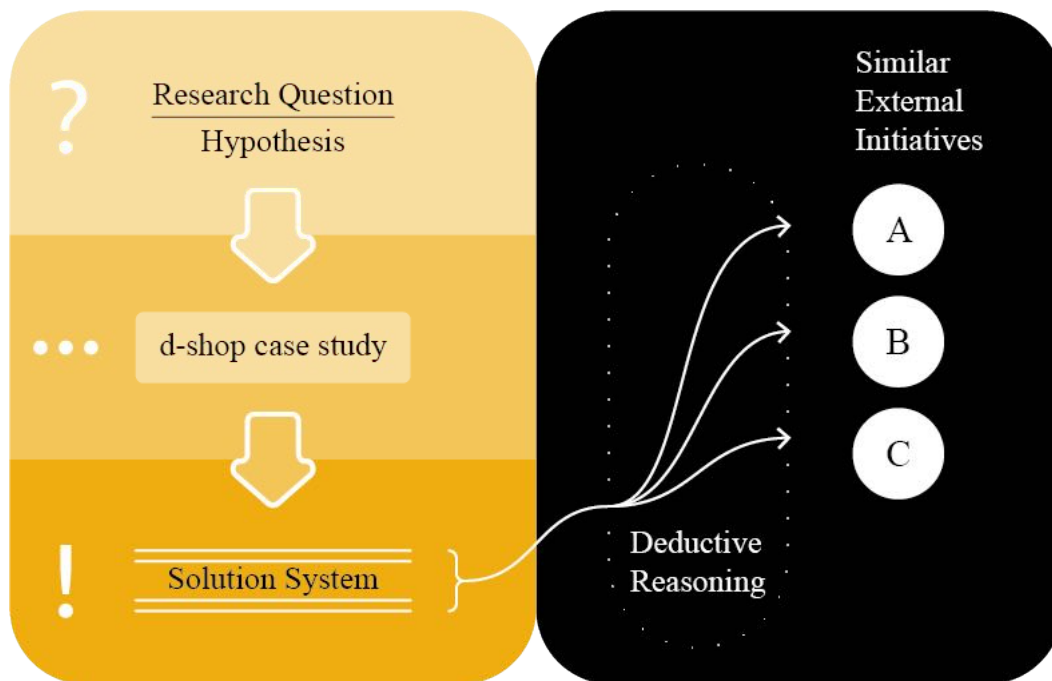 ?
Research Question
Hypothesis
d-shop case study
!
Solution System
Similar
External
Initiatives
A
B
C
Deductive
Reasoning